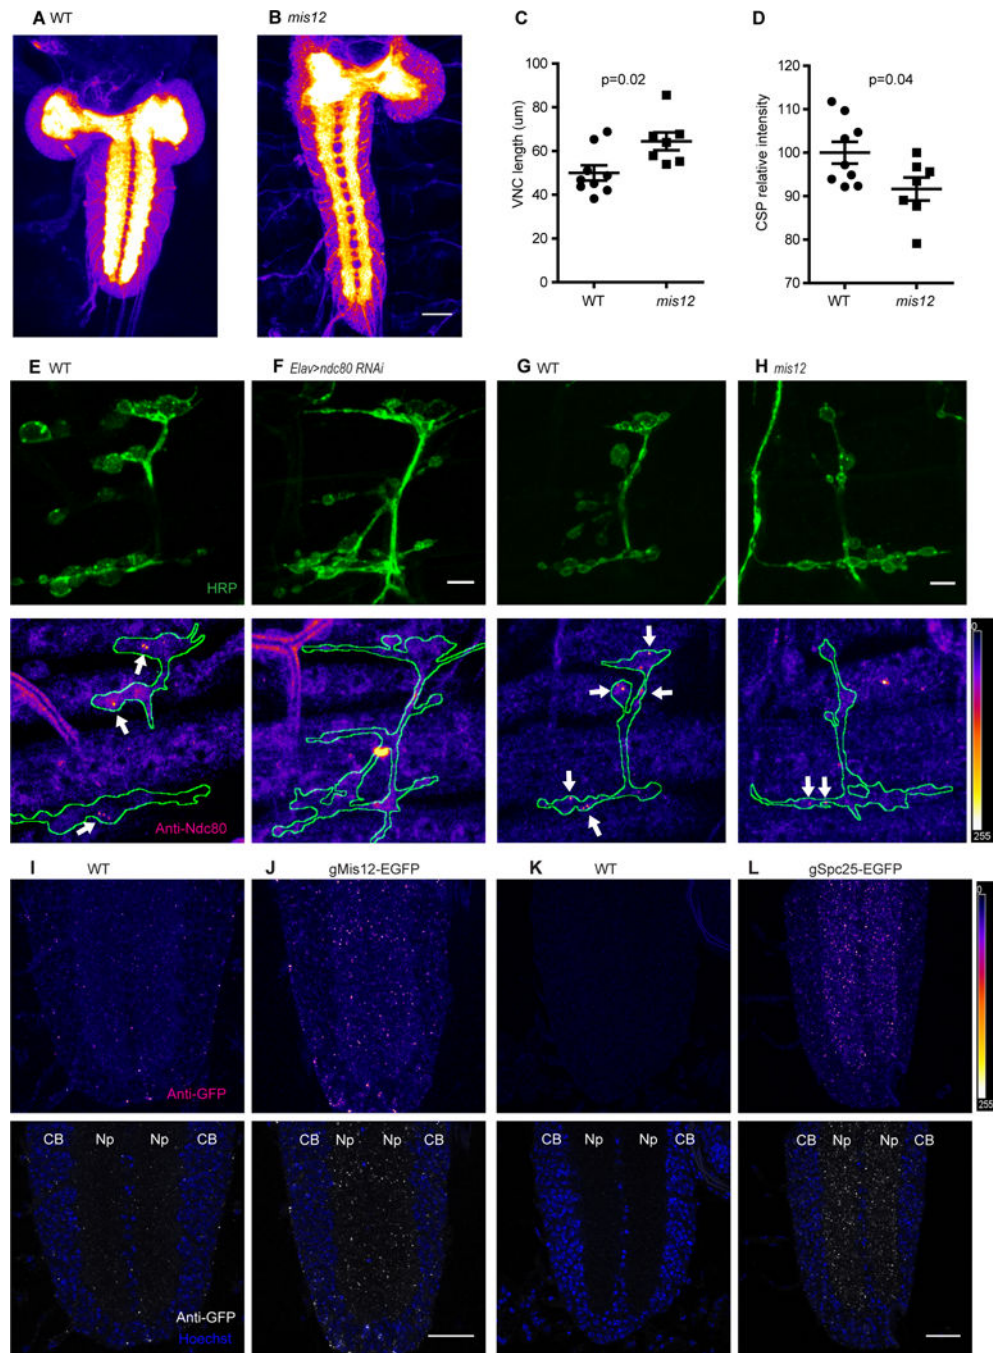 A WT
B mis12
C
D
100
80
60
40
20
0
VNC length (um)
p=0.02
WT mis12
120
110
100
90
80
70
CSP relative intensity
p=0.04
WT mis12
E WT
F Elav>ndc80 RNAi
G WT
H mis12
HRP
Anti-Ndc80
0
255
I WT
J gMis12-EGFP
K WT
L gSpc25-EGFP
Anti-GFP
0
255
CB Np Np CB
CB Np Np CB
CB Np Np CB
CB Np Np CB
Anti-GFP
Hoechst